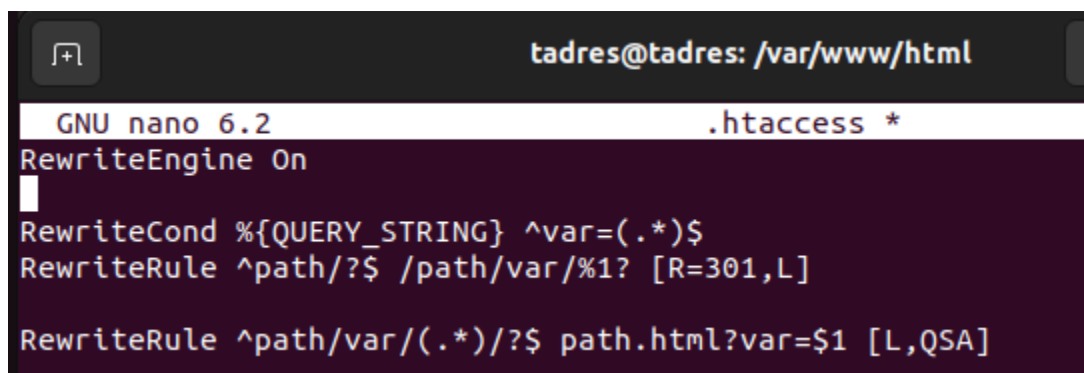 tadres@tadres: /var/www/html
GNU nano 6.2 .htaccess *
RewriteEngine On
RewriteCond %{QUERY_STRING} ^var=(.*)$
RewriteRule ^path/?$ /path/var/%1? [R=301,L]
RewriteRule ^path/var/(.*)/?$ path.html?var=$1 [L,QSA]